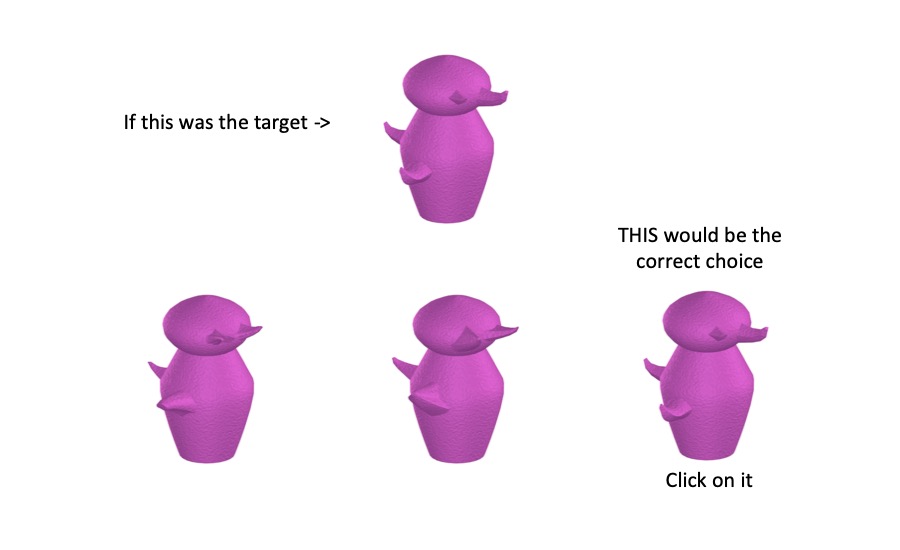 If this was the target ->
THIS would be the
correct choice
Click on it